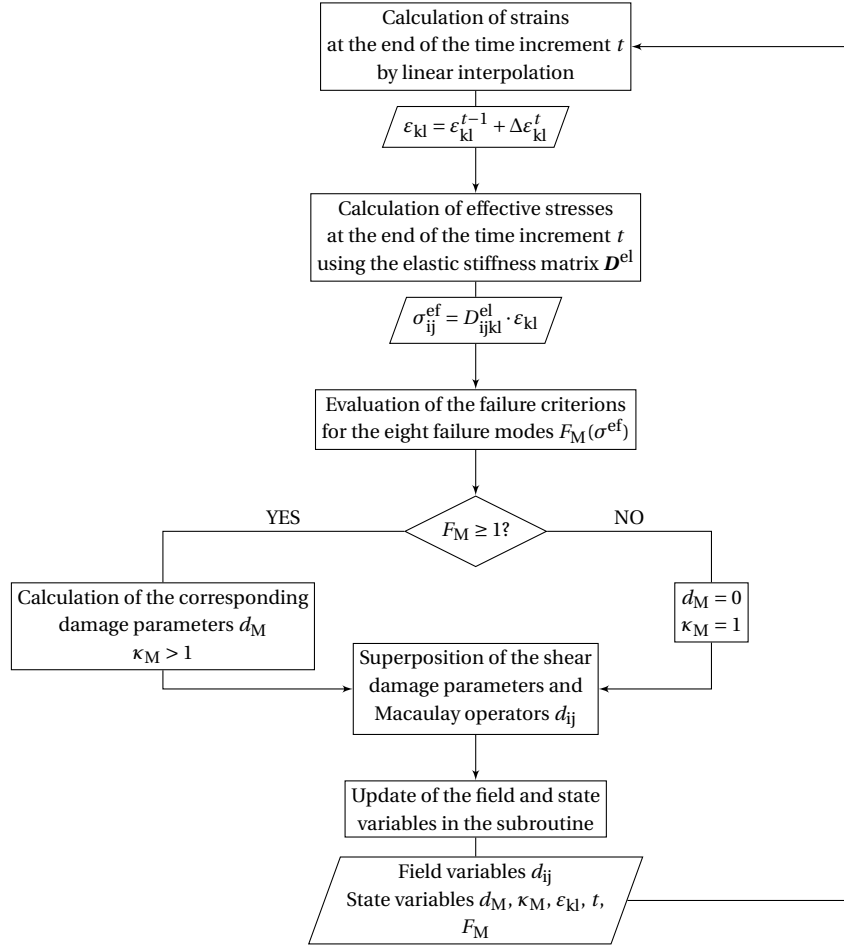 Calculation of strains
at the end of the time increment t
by linear interpolation
ε_kl = ε_kl^{t−1} + Δε_kl^t
Calculation of effective stresses
at the end of the time increment t
using the elastic stiffness matrix D^el
σ_ij^ef = D_ijkl^el · ε_kl
Evaluation of the failure criterions
for the eight failure modes F_M(σ^ef)
YES
F_M ≥ 1?
NO
Calculation of the corresponding
damage parameters d_M
κ_M > 1
d_M = 0
κ_M = 1
Superposition of the shear
damage parameters and
Macaulay operators d_ij
Update of the field and state
variables in the subroutine
Field variables d_ij
State variables d_M, κ_M, ε_kl, t,
F_M